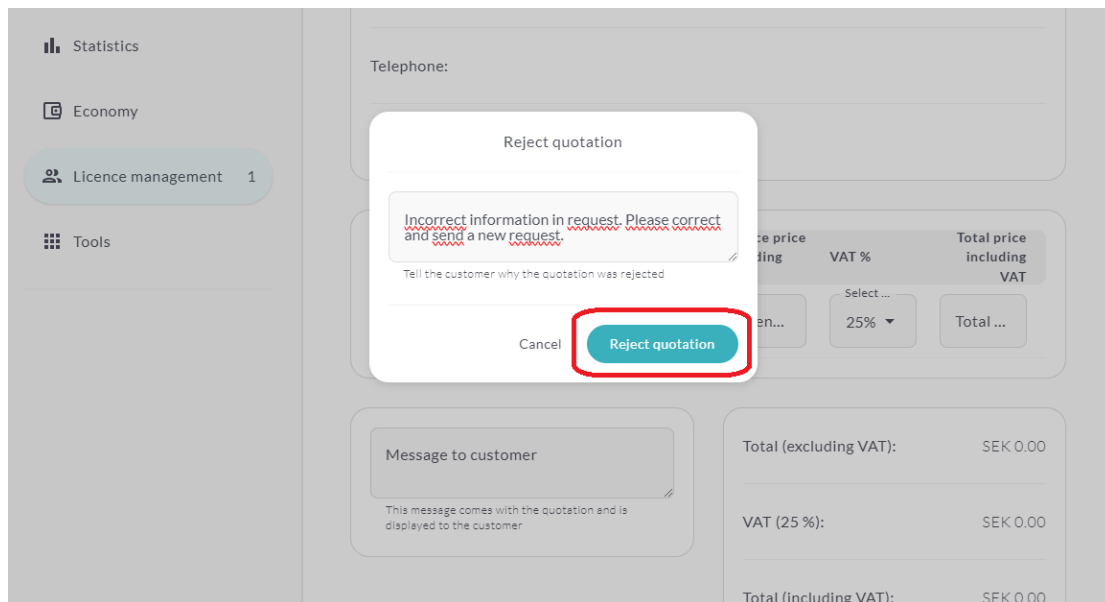 Statistics
Economy
Licence management 1
Tools
Telephone:
Reject quotation
Incorrect information in request. Please correct
and send a new request.
Tell the customer why the quotation was rejected
Cancel
Reject quotation
price
VAT %
Total price
including
VAT
Select ...
25%
Total ...
Message to customer
This message comes with the quotation and is
displayed to the customer
Total (excluding VAT): SEK 0.00
VAT (25 %): SEK 0.00
Total (including VAT): SEK 0.00